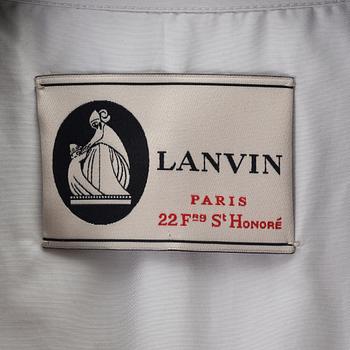 LANVIN
PARIS
22 Fbg St Honoré